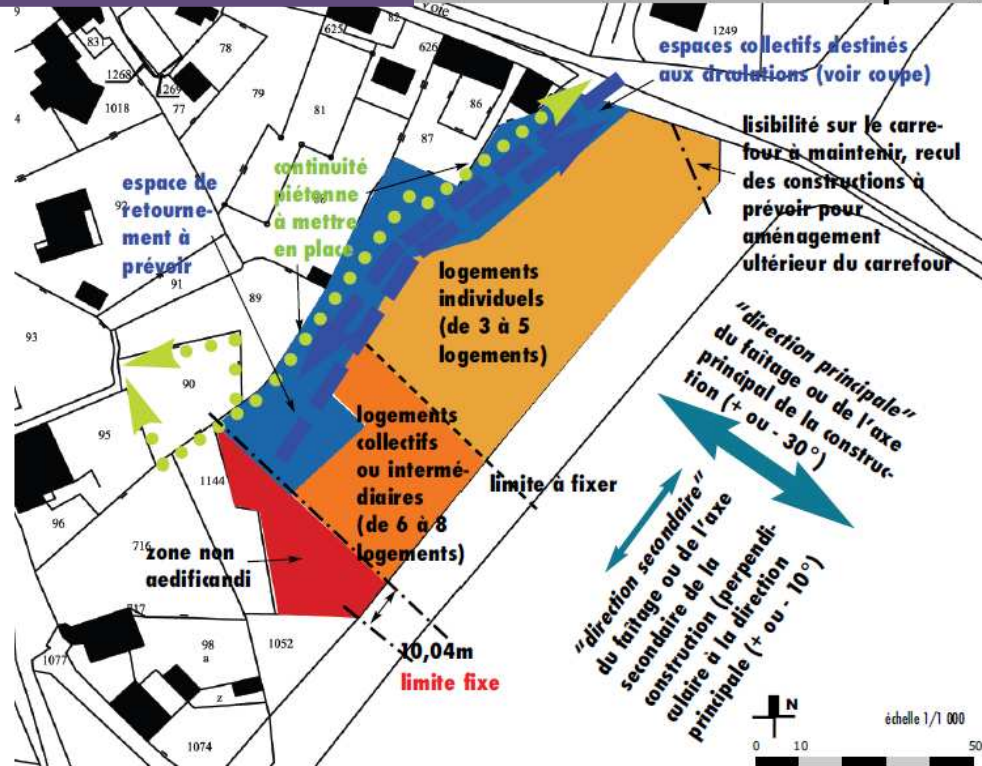 Voie
82
625
626
1249
831
1268
1269
77
1018
78
79
81
86
87
espaces collectifs destinés
aux circulations (voir coupe)
lisibilité sur le carre-
four à maintenir, recul
des constructions à
prévoir pour
aménagement
ultérieur du carrefour
continuité
piétonne
à mettre
en place
espace de
retourne-
ment à
prévoir
92
91
89
93
90
95
96
logements
individuels
(de 3 à 5
logements)
logements
collectifs
ou intermé-
diaires
(de 6 à 8
logements)
limite à fixer
"direction principale"
du faîtage ou de l'axe
principal de la construc-
tion (+ ou - 30°)
"direction secondaire"
du faîtage ou de l'axe
secondaire de la
construction (perpendi-
culaire à la direction
principale (+ ou - 10°)
1144
716
717
zone non
aedificandi
10,04m
limite fixe
1052
98
a
z
1077
1074
N
échelle 1/1 000
0 10 50